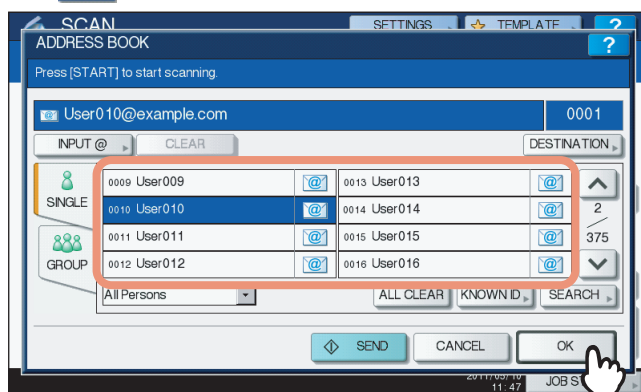 SCAN
SETTINGS TEMPLATE ?
ADDRESS BOOK ?
Press [START] to start scanning.
User010@example.com 0001
INPUT @ CLEAR DESTINATION
SINGLE
GROUP
0009 User009 @ 0013 User013 @
0010 User010 @ 0014 User014 @
0011 User011 @ 0015 User015 @
0012 User012 @ 0016 User016 @
2
375
All Persons ALL CLEAR KNOWN ID SEARCH
SEND CANCEL OK
11:47 JOB